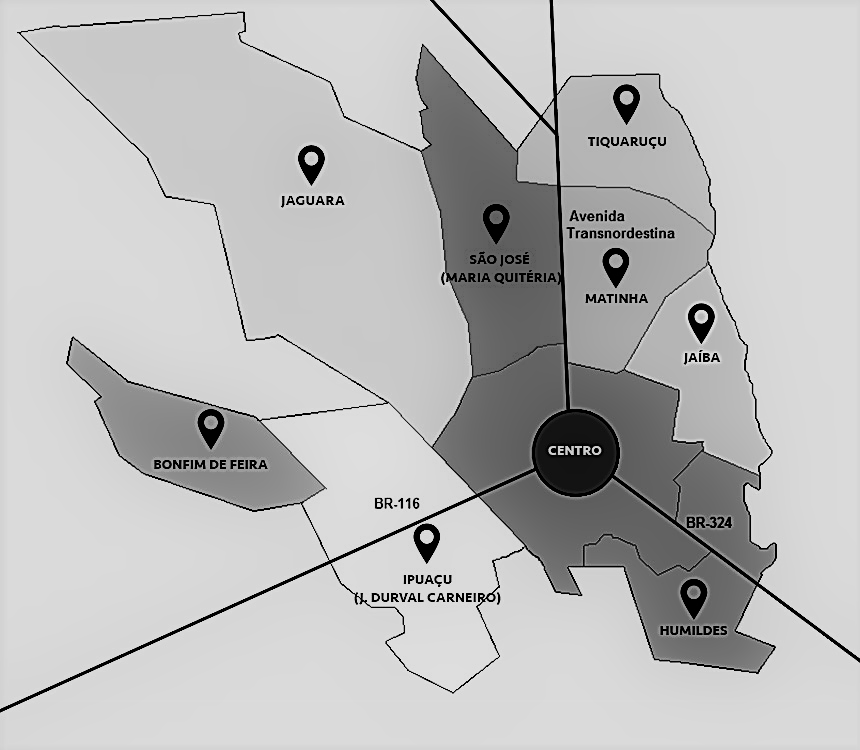 TIQUARUÇU
JAGUARA
Avenida
Transnordestina
SÃO JOSÉ
(MARIA QUITÉRIA)
MATINHA
JAÍBA
CENTRO
BONFIM DE FEIRA
BR-116
BR-324
IPUAÇU
(J. DURVAL CARNEIRO)
HUMILDES